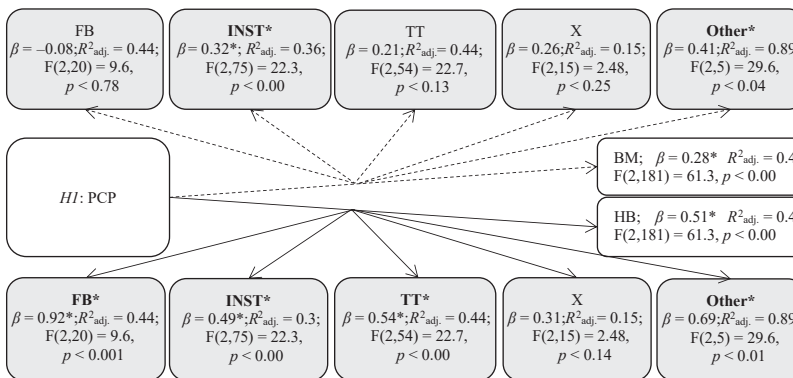 FB
β = –0.08;R²adj. = 0.44;
F(2,20) = 9.6,
p < 0.78
INST*
β = 0.32*; R²adj. = 0.36;
F(2,75) = 22.3,
p < 0.00
TT
β = 0.21;R²adj.= 0.44;
F(2,54) = 22.7,
p < 0.13
X
β = 0.26;R²adj.= 0.15;
F(2,15) = 2.48,
p < 0.25
Other*
β = 0.41;R²adj. = 0.89
F(2,5) = 29.6,
p < 0.04
H1: PCP
BM; β = 0.28* R²adj. = 0.4
F(2,181) = 61.3, p < 0.00
HB; β = 0.51* R²adj. = 0.4
F(2,181) = 61.3, p < 0.00
FB*
β = 0.92*;R²adj. = 0.44;
F(2,20) = 9.6,
p < 0.001
INST*
β = 0.49*;R²adj. = 0.3;
F(2,75) = 22.3,
p < 0.00
TT*
β = 0.54*;R²adj. = 0.44;
F(2,54) = 22.7,
p < 0.00
X
β = 0.31;R²adj.= 0.15;
F(2,15) = 2.48,
p < 0.14
Other*
β = 0.69;R²adj. = 0.89
F(2,5) = 29.6,
p < 0.01